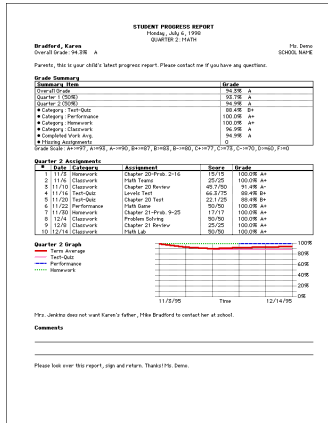 STUDENT PROGRESS REPORT
Monday, July 6, 1998
QUARTER 2: MATH
Bradford, Karen
Ms. Demo
Overall Grade: 94.3% A
SCHOOL NAME
Parents, this is your child's latest progress report. Please contact me if you have any questions.
Grade Summary
Summary Item Grade
Overall Grade 94.3% A
Quarter 1 (50%) 93.7% A
Quarter 2 (50%) 94.9% A
● Category: Test-Quiz 88.4% B+
● Category: Performance 100.0% A+
● Category: Homework 100.0% A+
● Category: Classwork 96.9% A
● Completed Work Avg. 94.9% A
● Missing Assignments 0
Grade Scale: A+>=97, A>=93, A->=90, B+>=87, B>=83, B->=80, C+>=77, C>=73, C->=70, D>=60, F>=0
Quarter 2 Assignments
# Date Category Assignment Score Grade
1 11/3 Homework Chapter 20-Prob. 2-16 15/15 100.0% A+
2 11/6 Classwork Math Teams 25/25 100.0% A+
3 11/10 Classwork Chapter 20 Review 45.7/50 91.4% A-
4 11/16 Test-Quiz Levels Test 66.3/75 88.4% B+
5 11/20 Test-Quiz Chapter 20 Test 22.1/25 88.4% B+
6 11/22 Performance Math Game 50/50 100.0% A+
7 11/30 Homework Chapter 21-Prob. 9-25 17/17 100.0% A+
8 12/4 Classwork Problem Solving 50/50 100.0% A+
9 12/8 Classwork Chapter 21 Review 25/25 100.0% A+
10 12/14 Classwork Math Lab 50/50 100.0% A+
Quarter 2 Graph
Term Average
Test-Quiz
Performance
Homework
100%
80%
60%
40%
20%
0%
11/3/95 Time 12/14/95
Mrs. Jenkins does not want Karen's father, Mike Bradford to contact her at school.
Comments
Please look over this report, sign and return. Thanks! Ms. Demo.